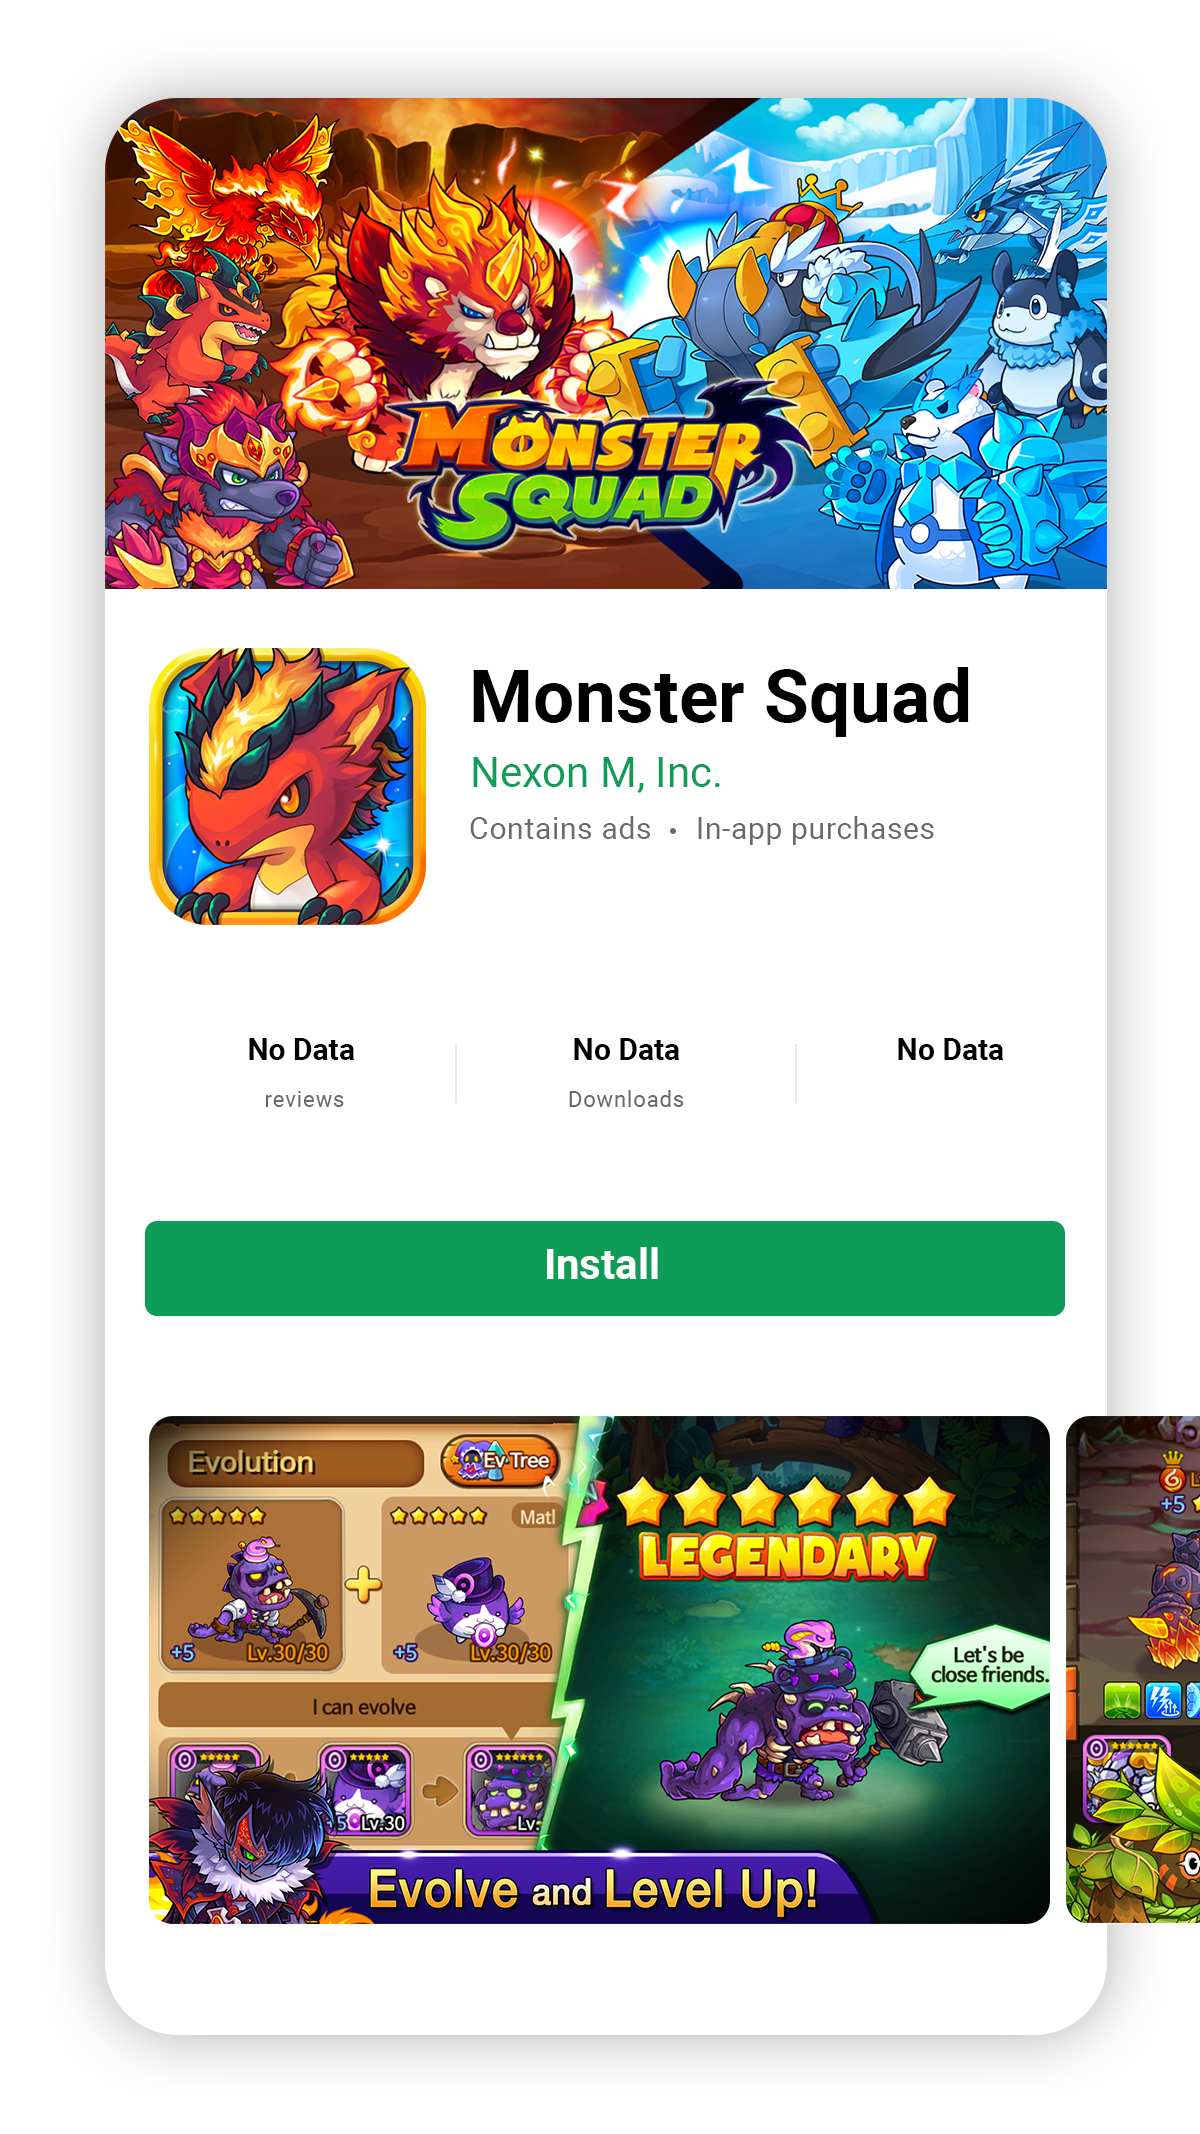 MONSTER
SQUAD
Monster Squad
Nexon M, Inc.
Contains ads • In-app purchases
No Data
reviews
No Data
Downloads
No Data
Install
Evolution
Ev Tree
Matl
+5 Lv.30/30
+5 Lv.30/30
I can evolve
Lv.30
Lv.
LEGENDARY
Let's be
close friends.
Evolve and Level Up!
+5